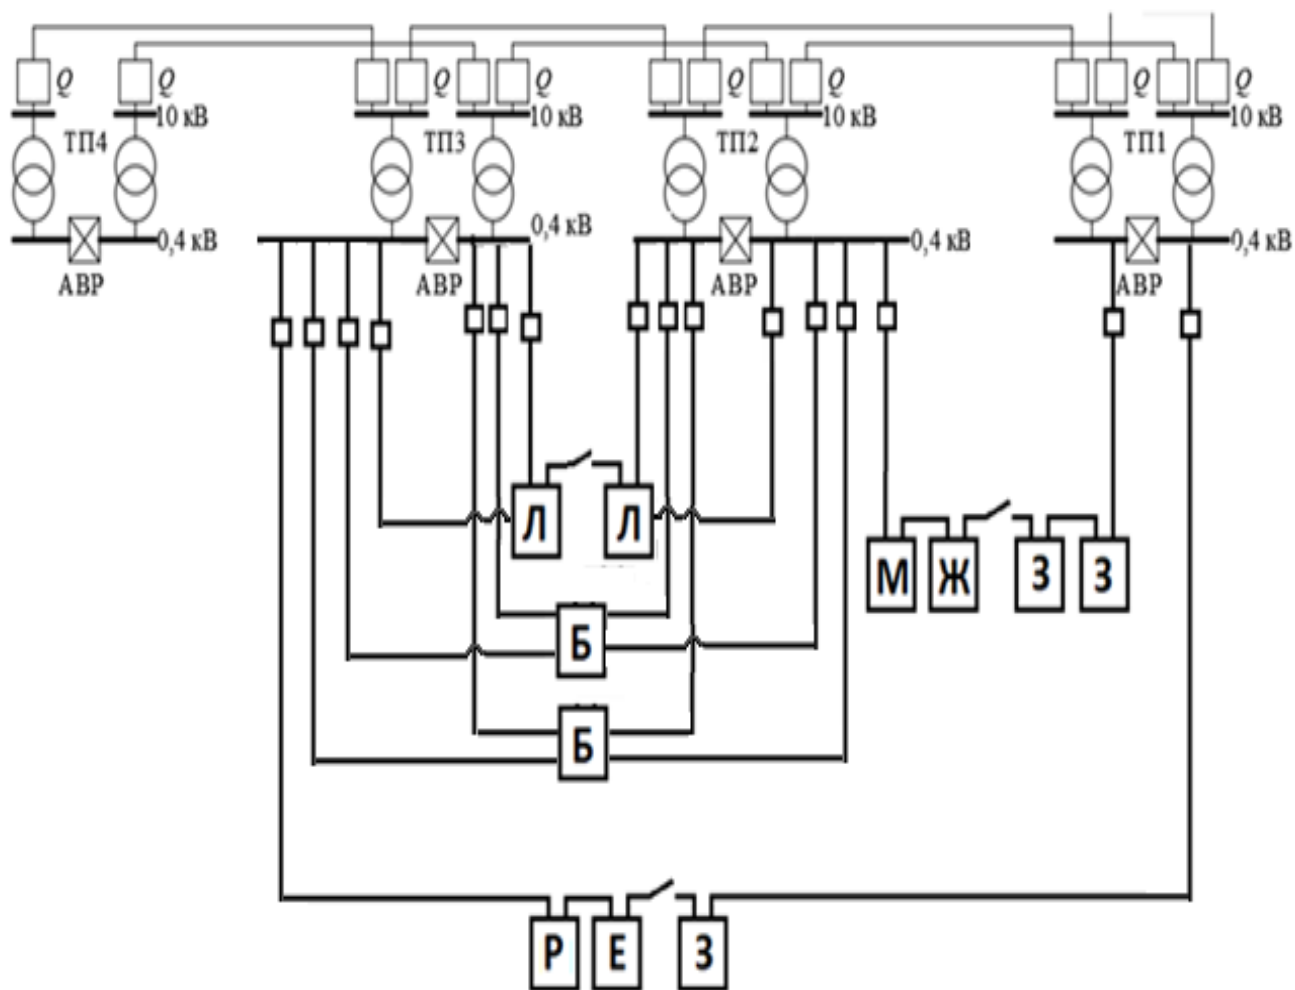 Q Q Q Q Q Q Q Q
10 кВ 10 кВ 10 кВ 10 кВ
ТП4 ТП3 ТП2 ТП1
0,4 кВ 0,4 кВ 0,4 кВ 0,4 кВ
АВР АВР АВР АВР
Л Л
М Ж З З
Б
Б
Р Е З